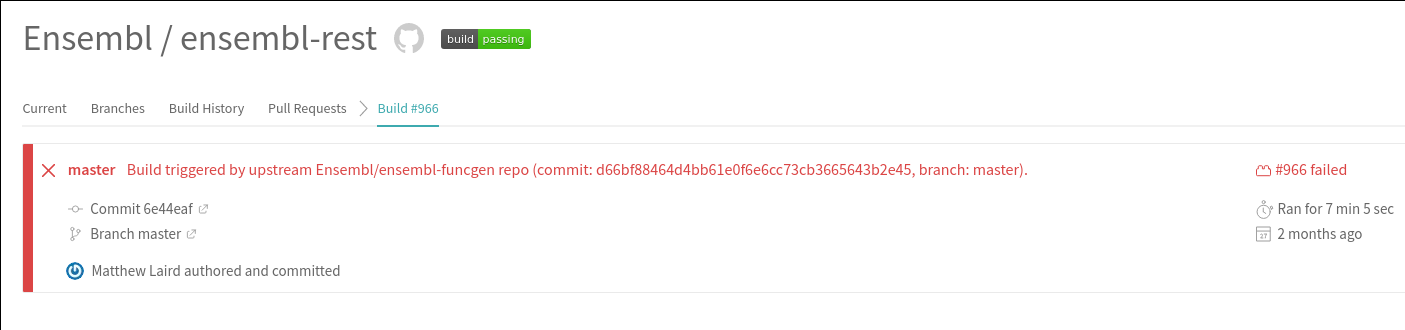 Ensembl / ensembl-rest build passing
Current Branches Build History Pull Requests Build #966
master Build triggered by upstream Ensembl/ensembl-funcgen repo (commit: d66bf88464d4bb61e0f6e6cc73cb3665643b2e45, branch: master). #966 failed
Commit 6e44eaf Ran for 7 min 5 sec
Branch master 2 months ago
Matthew Laird authored and committed